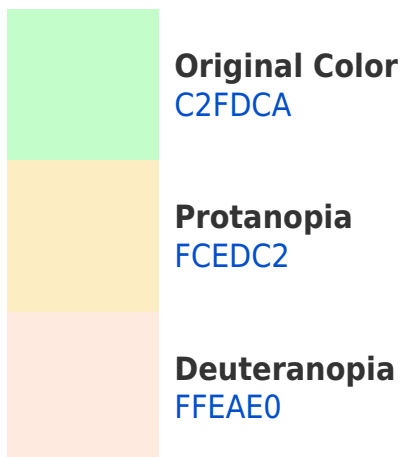 Original Color
C2FDCA
Protanopia
FCEDC2
Deuteranopia
FFEAE0